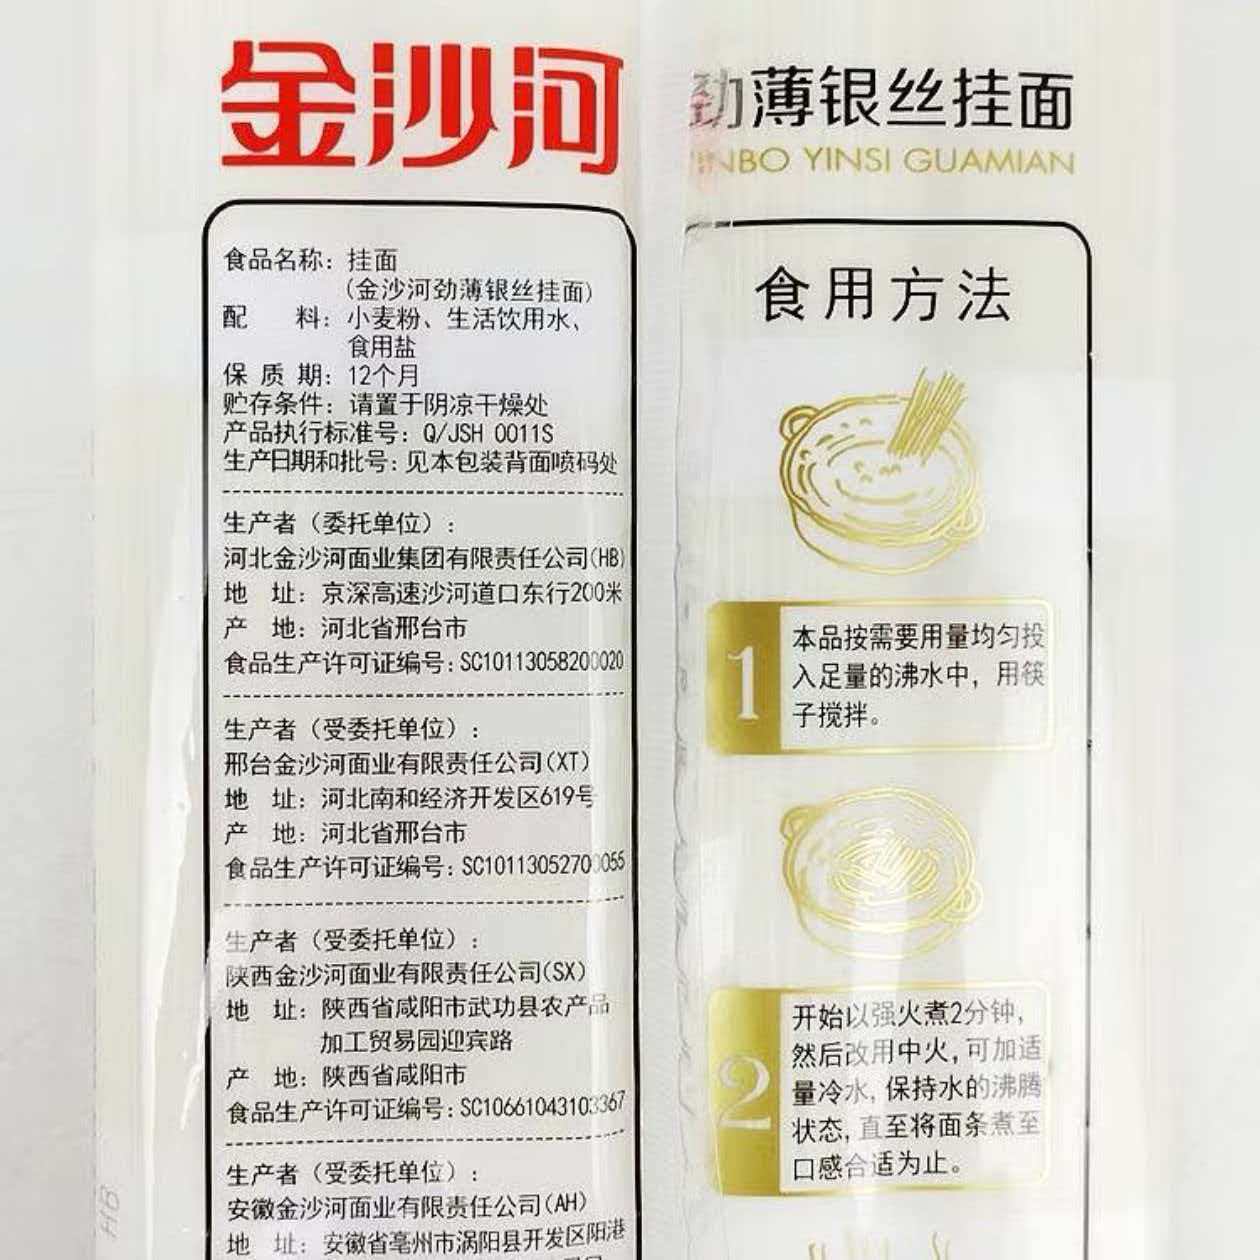 金沙河
食品名称：挂面
(金沙河劲薄银丝挂面)
配 料：小麦粉、生活饮用水、
食用盐
保 质 期：12个月
贮存条件：请置于阴凉干燥处
产品执行标准号：Q/JSH 0011S
生产日期和批号：见本包装背面喷码处
生产者（委托单位）：
河北金沙河面业集团有限责任公司(HB)
地 址：京深高速沙河道口东行200米
产 地：河北省邢台市
食品生产许可证编号：SC10113058200020
生产者（受委托单位）：
邢台金沙河面业有限责任公司(XT)
地 址：河北南和经济开发区619号
产 地：河北省邢台市
食品生产许可证编号：SC10113052700055
生产者（受委托单位）：
陕西金沙河面业有限责任公司(SX)
地 址：陕西省咸阳市武功县农产品
加工贸易园迎宾路
产 地：陕西省咸阳市
食品生产许可证编号：SC10661043103367
生产者（受委托单位）：
安徽金沙河面业有限责任公司(AH)
地 址：安徽省亳州市涡阳县开发区阳港
HB
劲薄银丝挂面
INBO YINSI GUAMIAN
食用方法
1
本品按需要用量均匀投
入足量的沸水中，用筷
子搅拌。
2
开始以强火煮2分钟，
然后改用中火，可加适
量冷水，保持水的沸腾
状态，直至将面条煮至
口感合适为止。